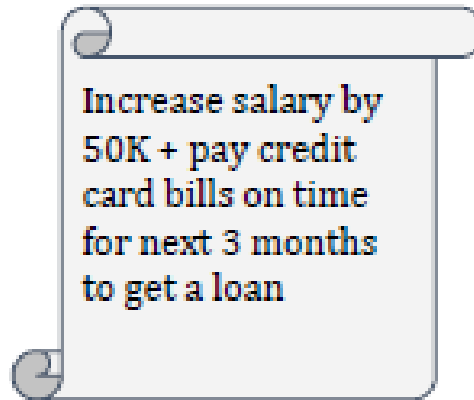 Increase salary by
50K + pay credit
card bills on time
for next 3 months
to get a loan